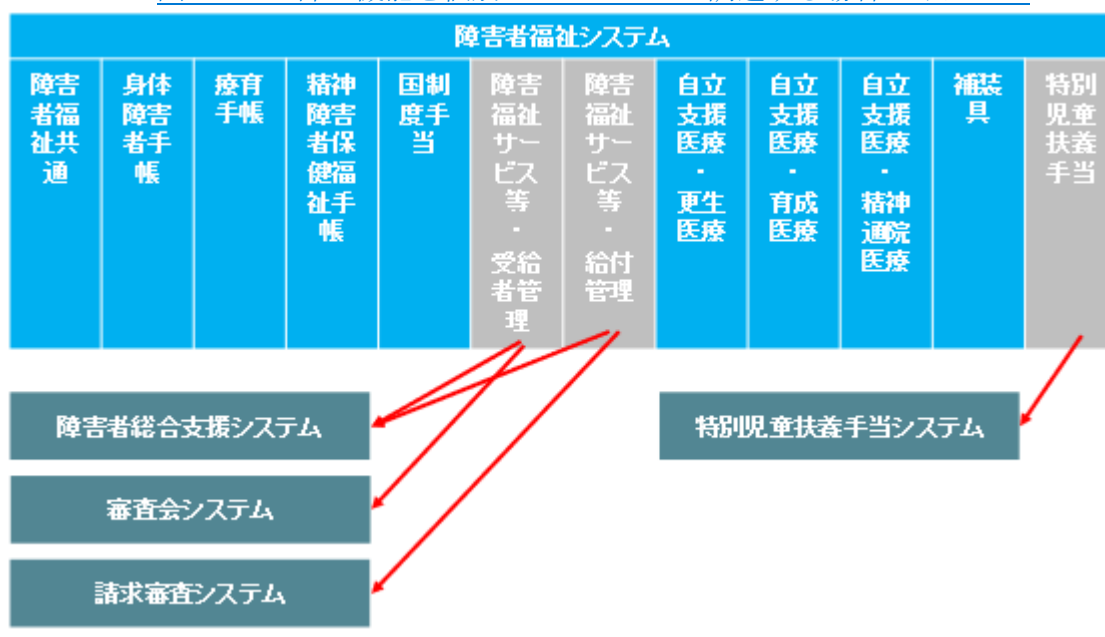 障害者福祉システム
障害
者福
祉共
通
身体
障害
者手
帳
療育
手帳
精神
障害
者保
健福
祉手
帳
国制
度手
当
障害
福祉
サー
ビス
等
・
受給
者管
理
障害
福祉
サー
ビス
等
・
給付
管理
自立
支援
医療
・
更生
医療
自立
支援
医療
・
育成
医療
自立
支援
医療
・
精神
通院
医療
補装
具
特別
児童
扶養
手当
障害者総合支援システム
特別児童扶養手当システム
審査会システム
請求審査システム